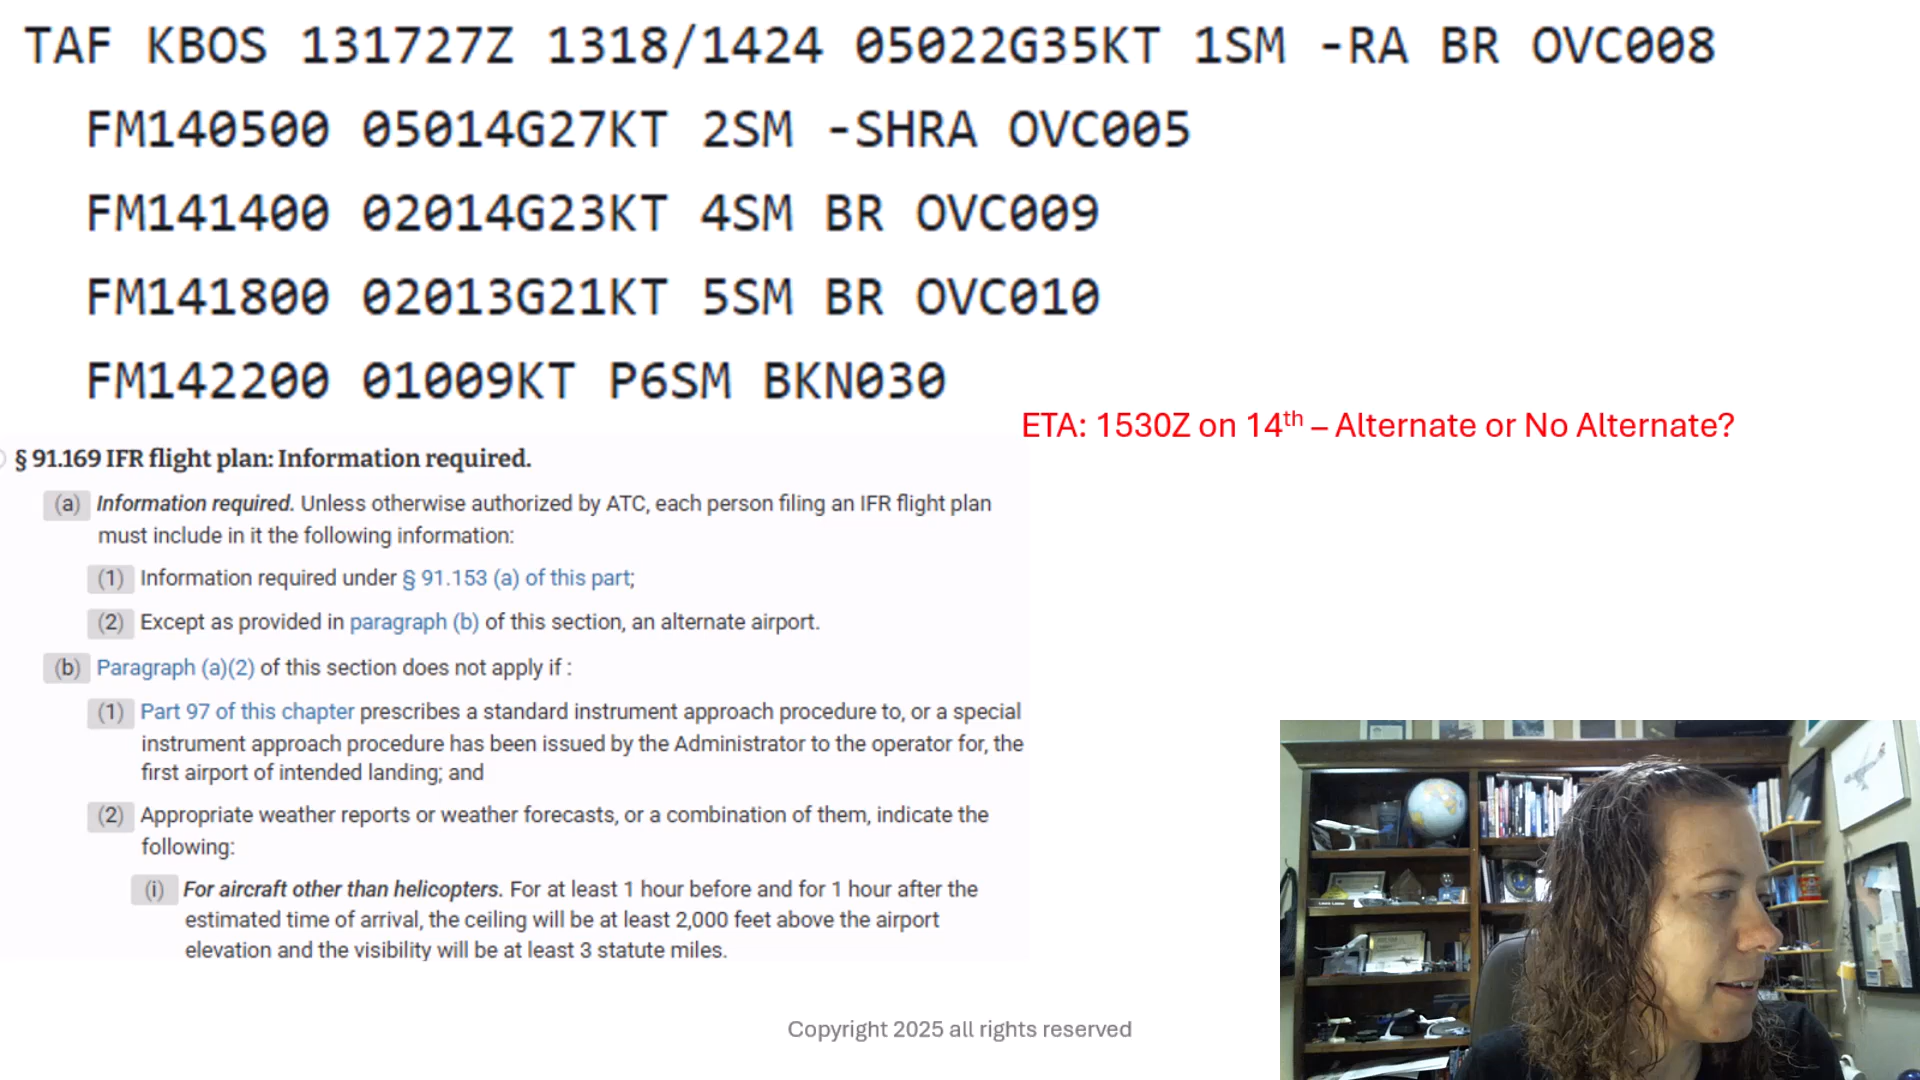 TAF KBOS 131727Z 1318/1424 05022G35KT 1SM -RA BR OVC008
FM140500 05014G27KT 2SM -SHRA OVC005
FM141400 02014G23KT 4SM BR OVC009
FM141800 02013G21KT 5SM BR OVC010
FM142200 01009KT P6SM BKN030
ETA: 1530Z on 14th – Alternate or No Alternate?
§ 91.169 IFR flight plan: Information required.
(a) Information required. Unless otherwise authorized by ATC, each person filing an IFR flight plan
must include in it the following information:
(1) Information required under § 91.153 (a) of this part;
(2) Except as provided in paragraph (b) of this section, an alternate airport.
(b) Paragraph (a)(2) of this section does not apply if :
(1) Part 97 of this chapter prescribes a standard instrument approach procedure to, or a special
instrument approach procedure has been issued by the Administrator to the operator for, the
first airport of intended landing; and
(2) Appropriate weather reports or weather forecasts, or a combination of them, indicate the
following:
(i) For aircraft other than helicopters. For at least 1 hour before and for 1 hour after the
estimated time of arrival, the ceiling will be at least 2,000 feet above the airport
elevation and the visibility will be at least 3 statute miles.
Copyright 2025 all rights reserved